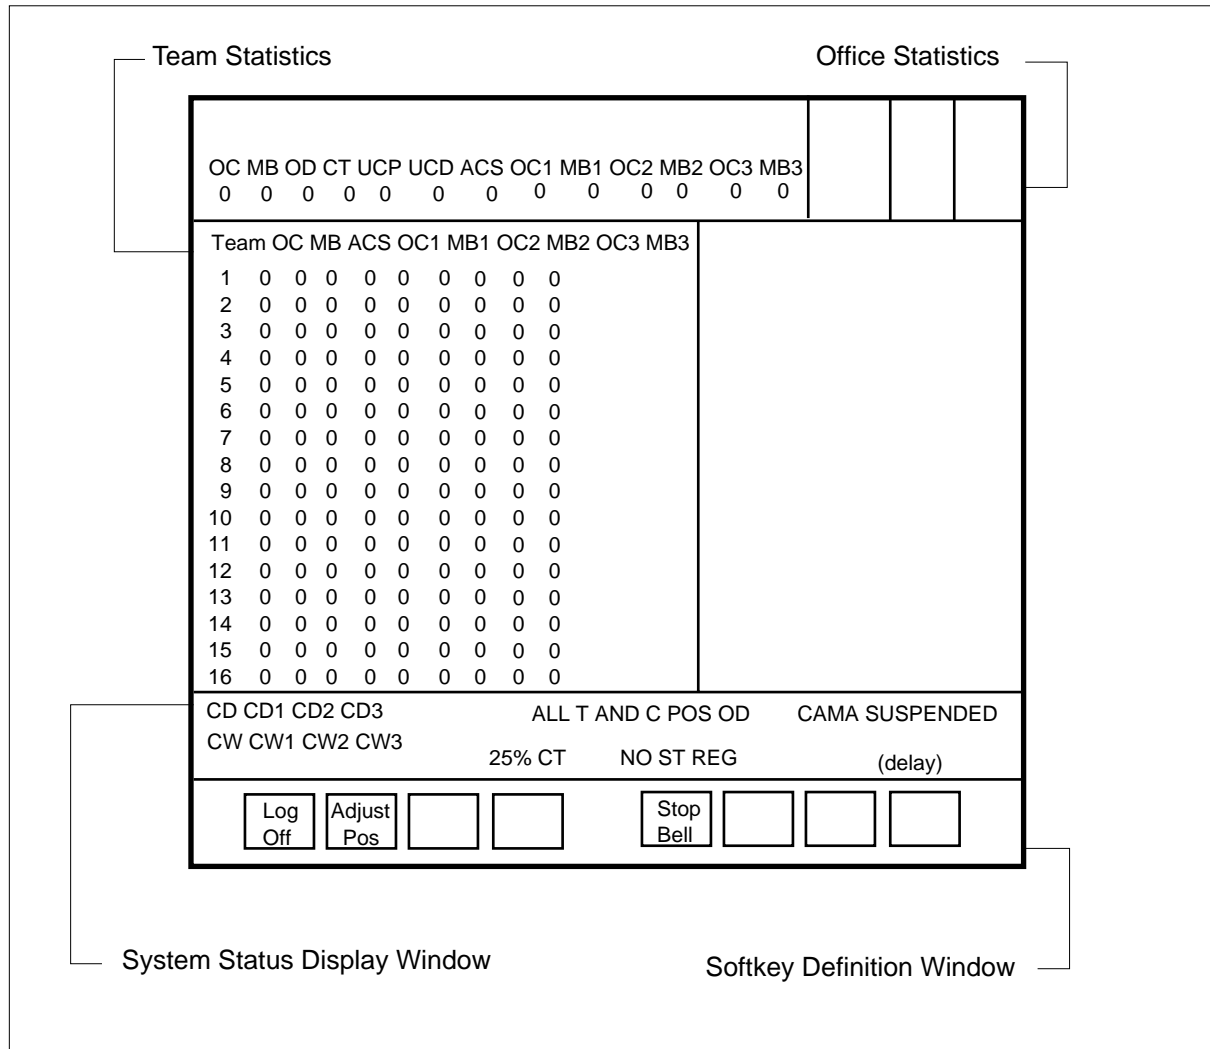 Team Statistics Office Statistics
OC MB OD CT UCP UCD ACS OC1 MB1 OC2 MB2 OC3 MB3
0 0 0 0 0 0 0 0 0 0 0 0 0
Team OC MB ACS OC1 MB1 OC2 MB2 OC3 MB3
1 0 0 0 0 0 0 0 0 0
2 0 0 0 0 0 0 0 0 0
3 0 0 0 0 0 0 0 0 0
4 0 0 0 0 0 0 0 0 0
5 0 0 0 0 0 0 0 0 0
6 0 0 0 0 0 0 0 0 0
7 0 0 0 0 0 0 0 0 0
8 0 0 0 0 0 0 0 0 0
9 0 0 0 0 0 0 0 0 0
10 0 0 0 0 0 0 0 0 0
11 0 0 0 0 0 0 0 0 0
12 0 0 0 0 0 0 0 0 0
13 0 0 0 0 0 0 0 0 0
14 0 0 0 0 0 0 0 0 0
15 0 0 0 0 0 0 0 0 0
16 0 0 0 0 0 0 0 0 0
CD CD1 CD2 CD3 ALL T AND C POS OD CAMA SUSPENDED
CW CW1 CW2 CW3
25% CT NO ST REG (delay)
Log Adjust Stop
Off Pos Bell
System Status Display Window
Softkey Definition Window